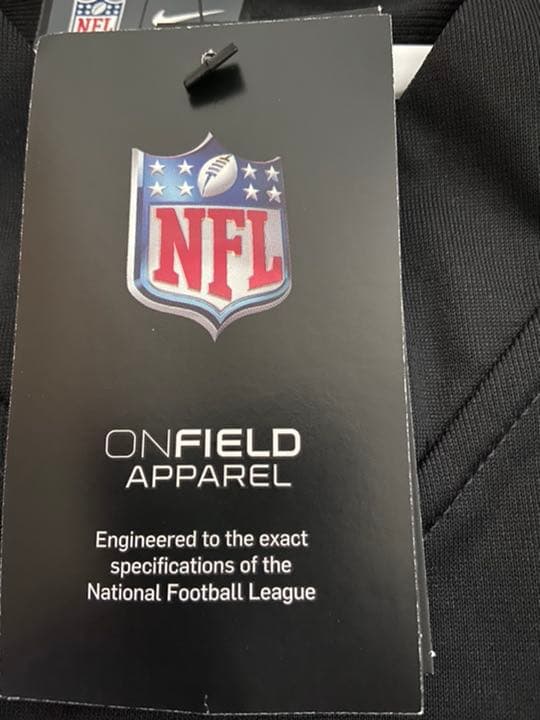 NFL
NFL
ONFIELD
APPAREL
Engineered to the exact
specifications of the
National Football League